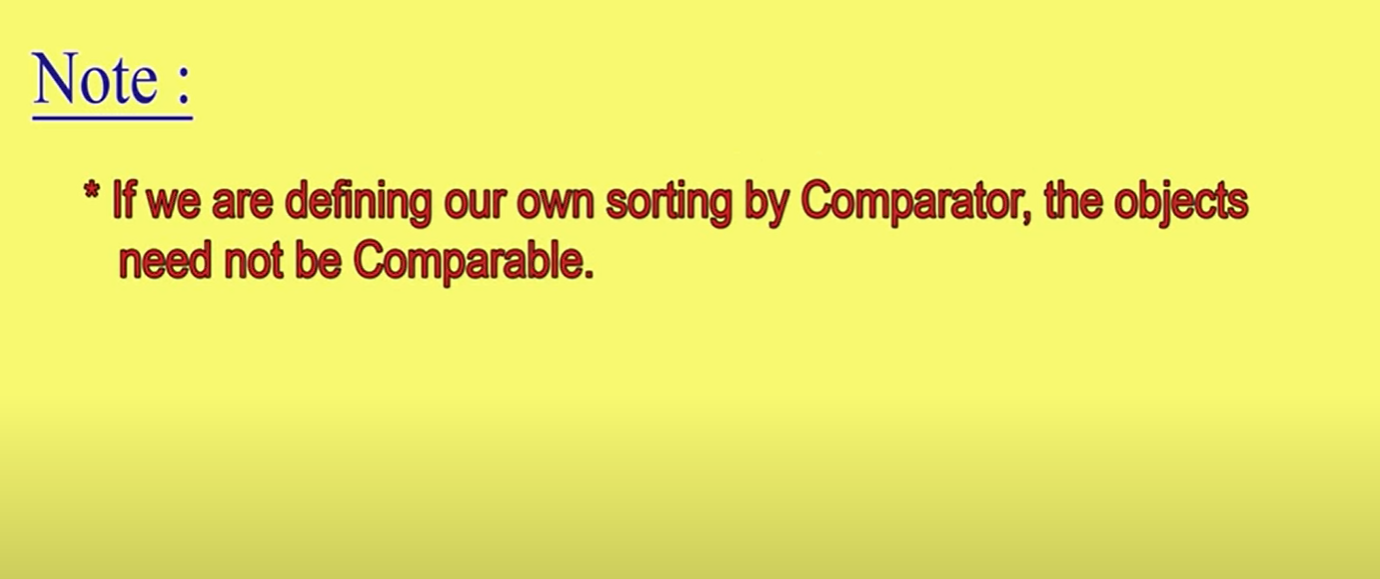 Note :
* If we are defining our own sorting by Comparator, the objects
need not be Comparable.